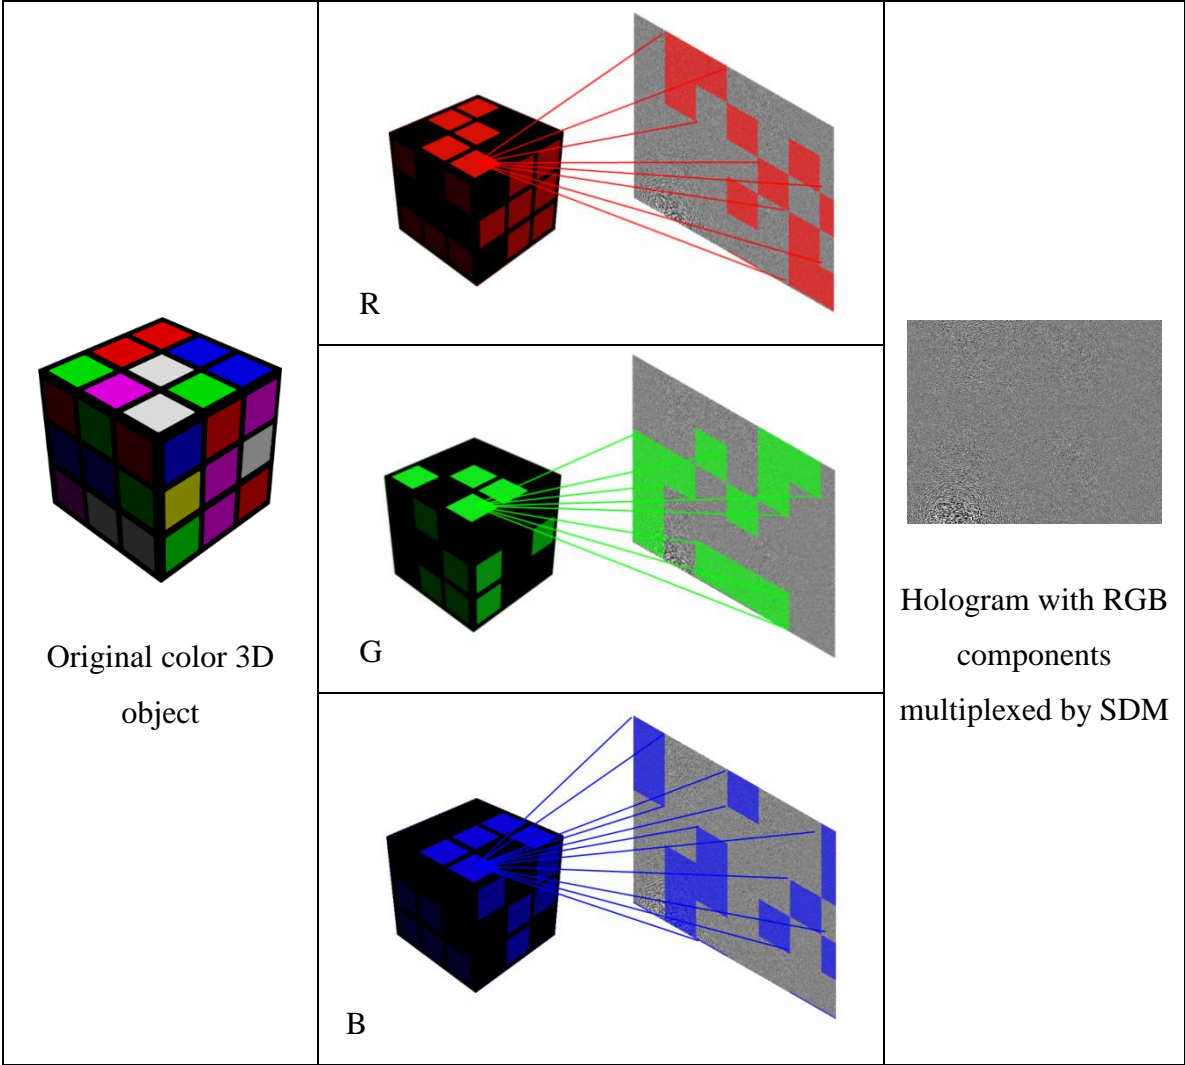 Original color 3D
object
R
G
B
Hologram with RGB
components
multiplexed by SDM